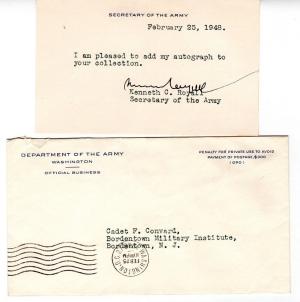 SECRETARY OF THE ARMY
February 25, 1948.
I am pleased to add my autograph to
your collection.
Kenneth C. Royall
Secretary of the Army
DEPARTMENT OF THE ARMY
WASHINGTON
OFFICIAL BUSINESS
PENALTY FOR PRIVATE USE TO AVOID
PAYMENT OF POSTAGE, $300
(GPO)
Cadet F. Convard,
Bordentown Military Institute,
Bordentown, N. J.